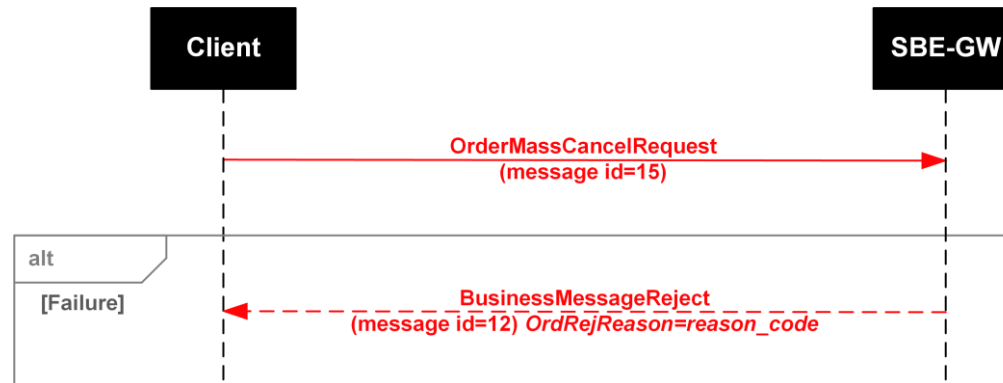 Client
SBE-GW
OrderMassCancelRequest
(message id=15)
alt
[Failure]
BusinessMessageReject
(message id=12) OrdRejReason=reason_code